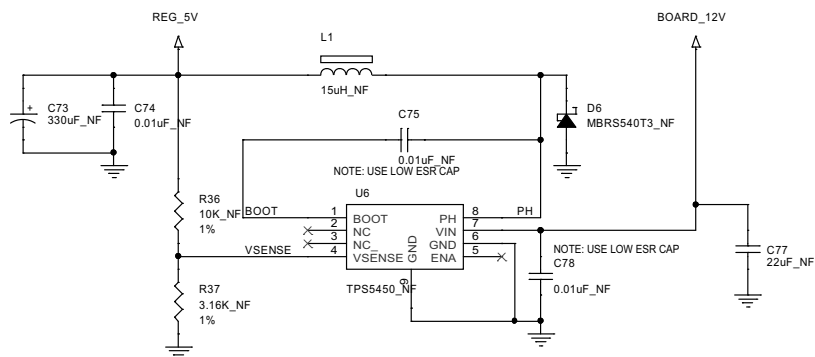 REG_5V
BOARD_12V
L1
15uH_NF
C73
330uF_NF
C74
0.01uF_NF
C75
0.01uF_NF
NOTE: USE LOW ESR CAP
D6
MBRS540T3_NF
R36
10K_NF
1%
BOOT
U6
1
BOOT
2
NC
3
NC_
4
VSENSE
GND
9
PH
8
VIN
7
GND
6
ENA
5
PH
VSENSE
TPS5450_NF
NOTE: USE LOW ESR CAP
C78
0.01uF_NF
C77
22uF_NF
R37
3.16K_NF
1%